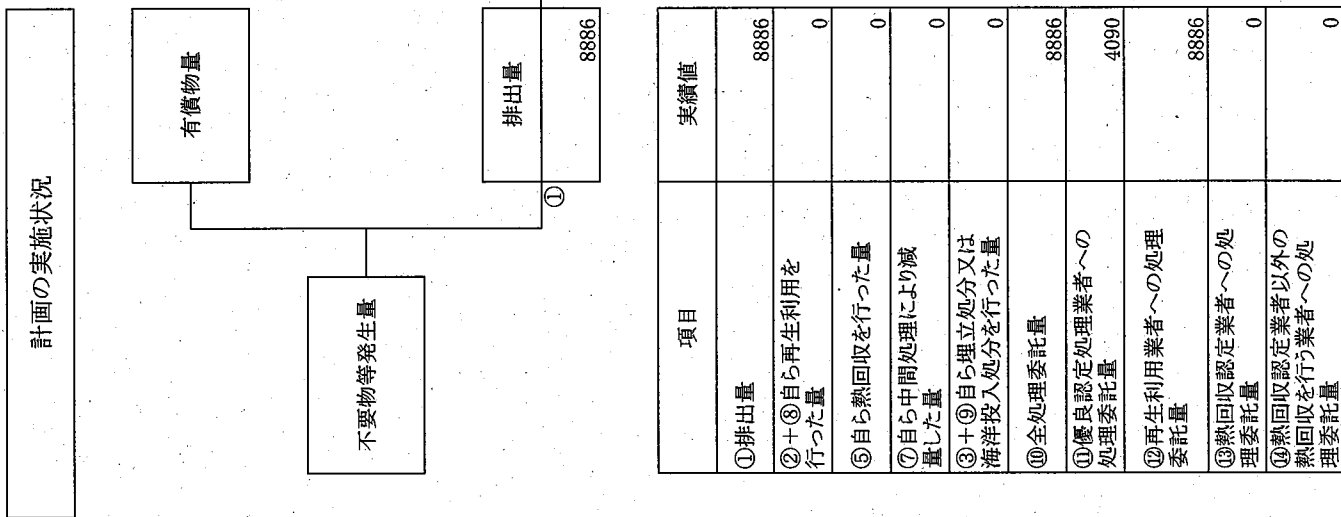 計画の実施状況
有償物量
不要物等発生量
排出量
8886
①
項目
実績値
①排出量
8886
②+⑧自ら再生利用を
行った量
0
⑤自ら熱回収を行った量
0
⑦自ら中間処理により減
量した量
0
③+⑨自ら埋立処分又は
海洋投入処分を行った量
0
⑩全処理委託量
8886
⑪優良認定処理業者への
処理委託量
4090
⑫再生利用業者への処理
委託量
8886
⑬熱回収認定業者への処
理委託量
0
⑭熱回収認定業者以外の
熱回収を行う業者への処
理委託量
0